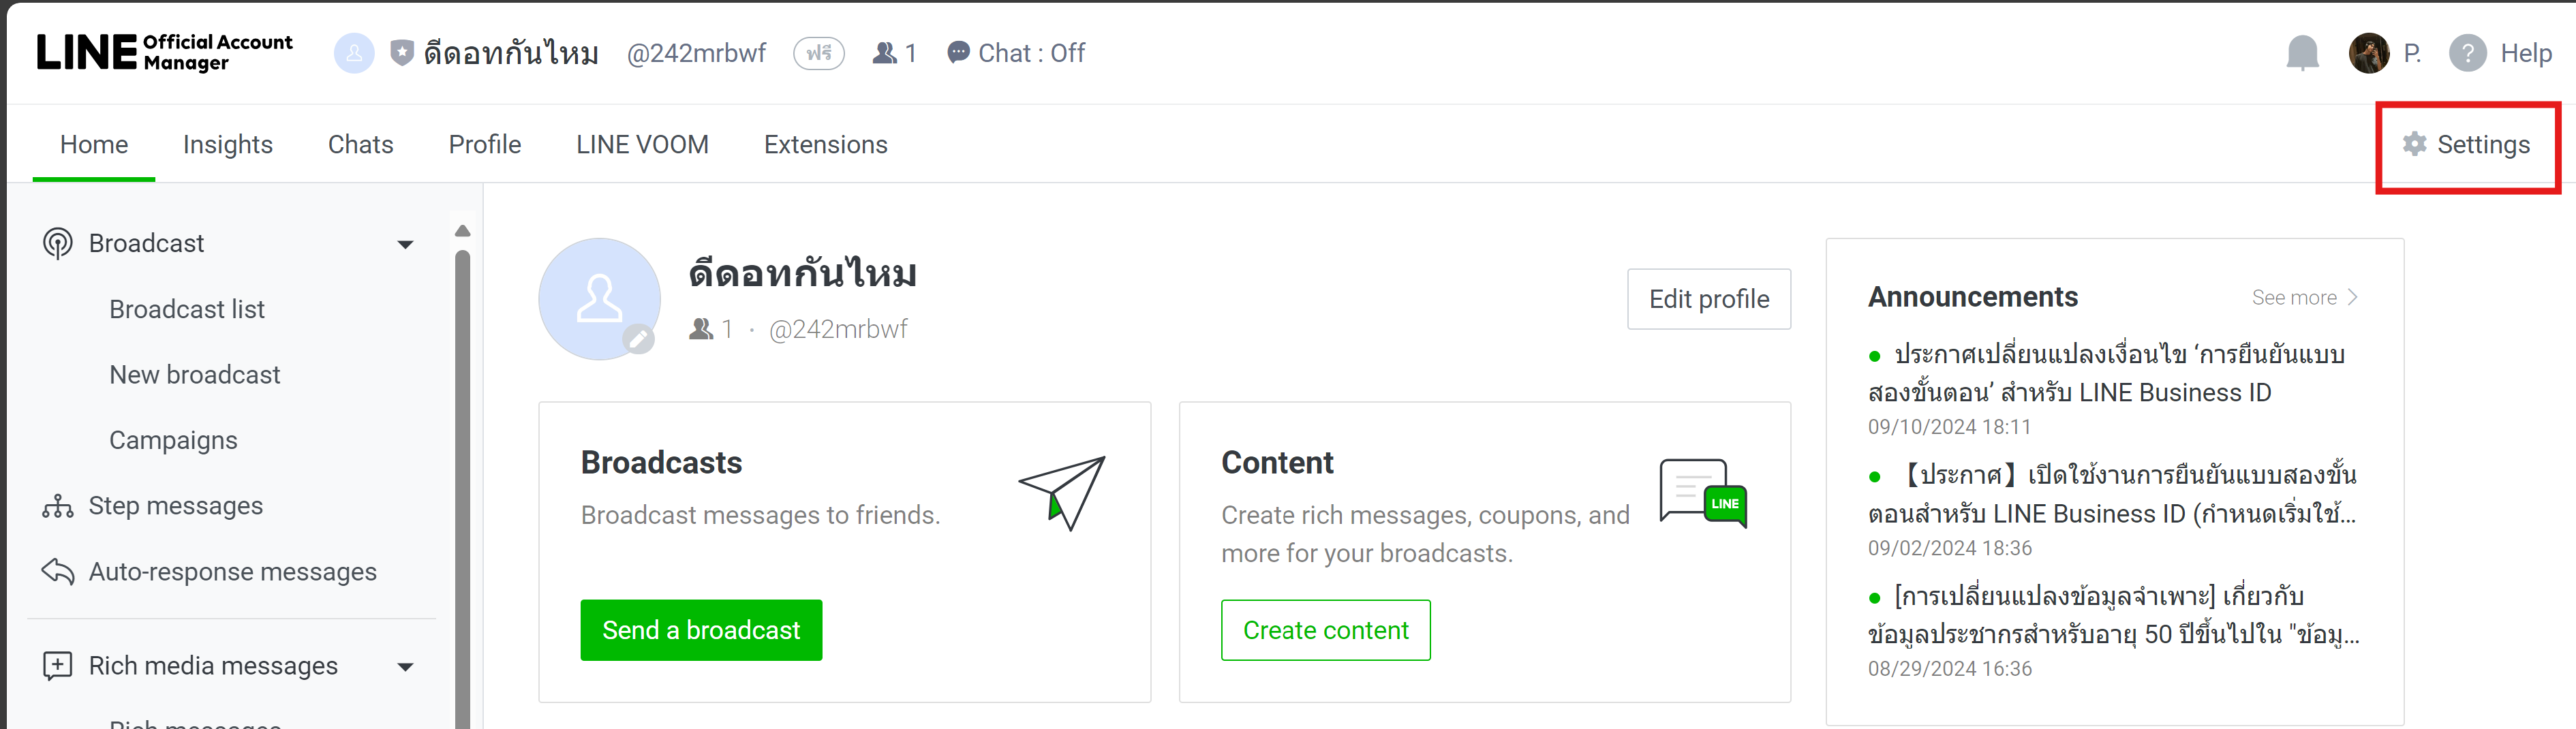 LINE Official Account Manager
ดีดอทกันไหม @242mrbwf ฟรี 1 Chat : Off
P. ? Help
Home Insights Chats Profile LINE VOOM Extensions Settings
Broadcast
Broadcast list
New broadcast
Campaigns
Step messages
Auto-response messages
Rich media messages
Rich messages
ดีดอทกันไหม
1 · @242mrbwf
Edit profile
Broadcasts
Broadcast messages to friends.
Send a broadcast
Content
Create rich messages, coupons, and
more for your broadcasts.
LINE
Create content
Announcements
See more
ประกาศเปลี่ยนแปลงเงื่อนไข ‘การยืนยันแบบ
สองขั้นตอน’ สำหรับ LINE Business ID
09/10/2024 18:11
【ประกาศ】เปิดใช้งานการยืนยันแบบสองขั้น
ตอนสำหรับ LINE Business ID (กำหนดเริ่มใช้...
09/02/2024 18:36
[การเปลี่ยนแปลงข้อมูลจำเพาะ] เกี่ยวกับ
ข้อมูลประชากรสำหรับอายุ 50 ปีขึ้นไปใน "ข้อมู...
08/29/2024 16:36